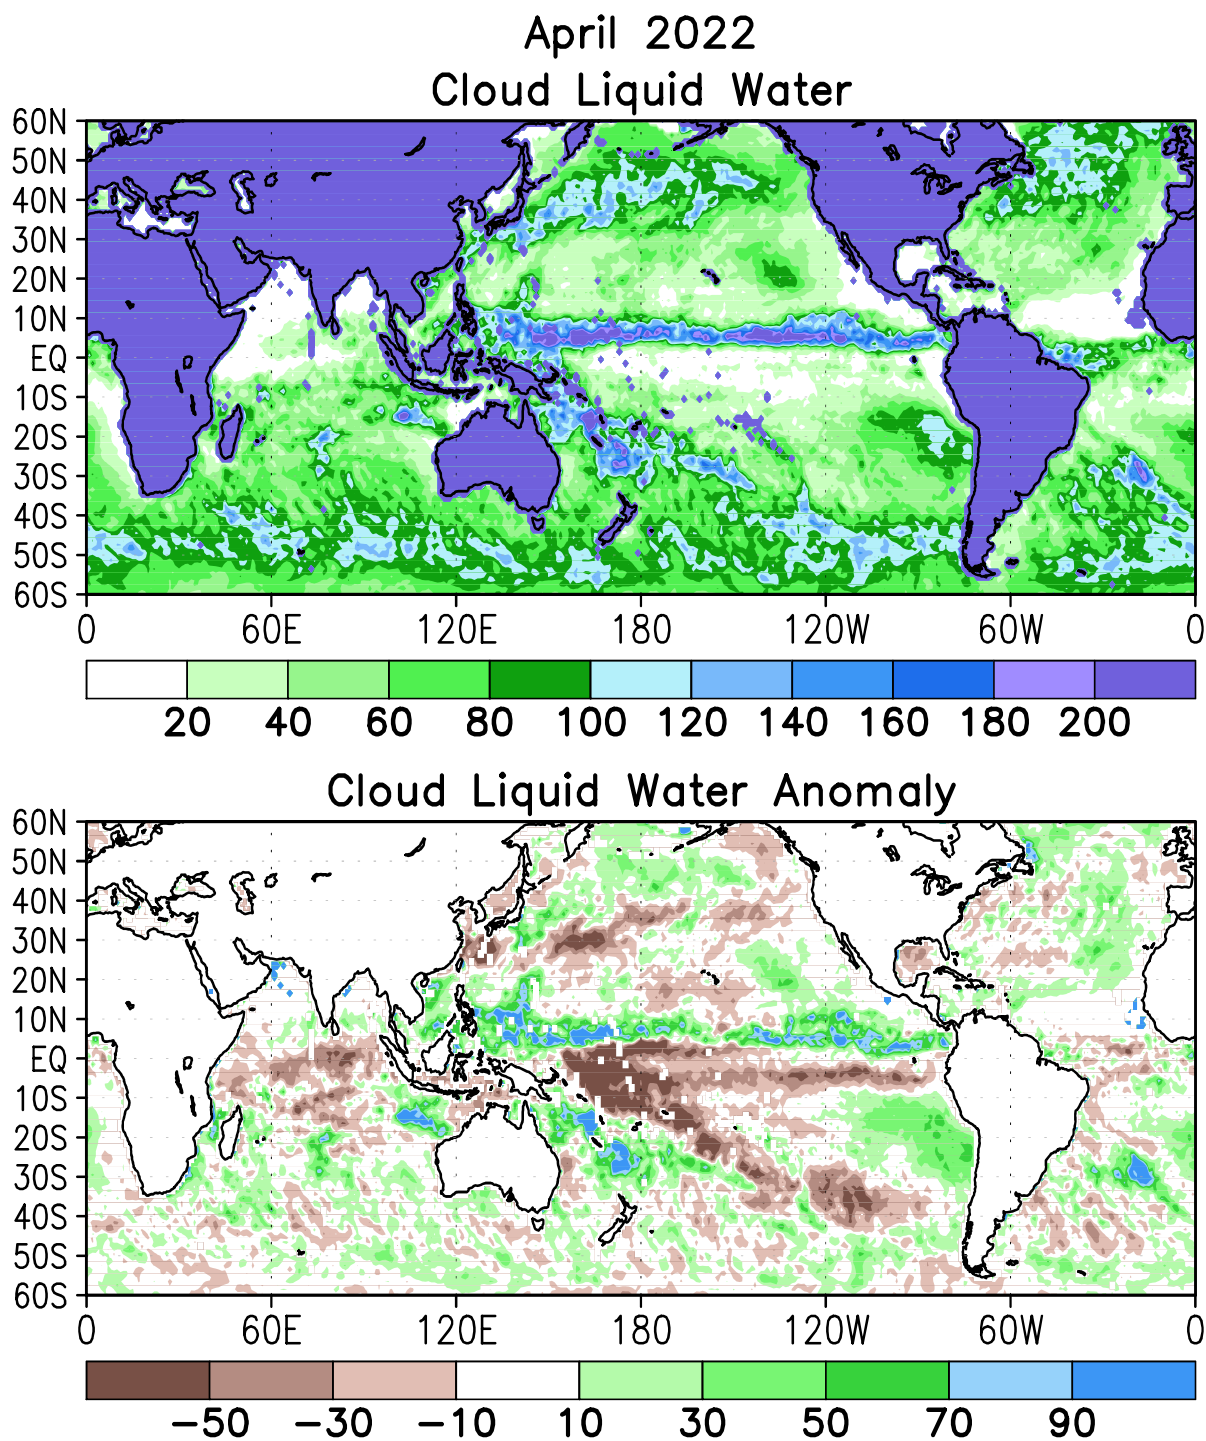 April 2022
Cloud Liquid Water
60N
50N
40N
30N
20N
10N
EQ
10S
20S
30S
40S
50S
60S
0 60E 120E 180 120W 60W 0
20 40 60 80 100 120 140 160 180 200
Cloud Liquid Water Anomaly
60N
50N
40N
30N
20N
10N
EQ
10S
20S
30S
40S
50S
60S
0 60E 120E 180 120W 60W 0
−50 −30 −10 10 30 50 70 90